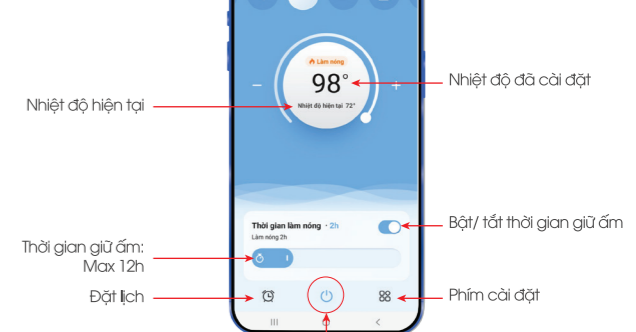 Làm nóng
98°
Nhiệt độ đã cài đặt
Nhiệt độ hiện tại 72°
Nhiệt độ hiện tại
Thời gian làm nóng · 2h
Làm nóng 2h
Bật/ tắt thời gian giữ ấm
Thời gian giữ ấm:
Max 12h
Đặt lịch
Phím cài đặt